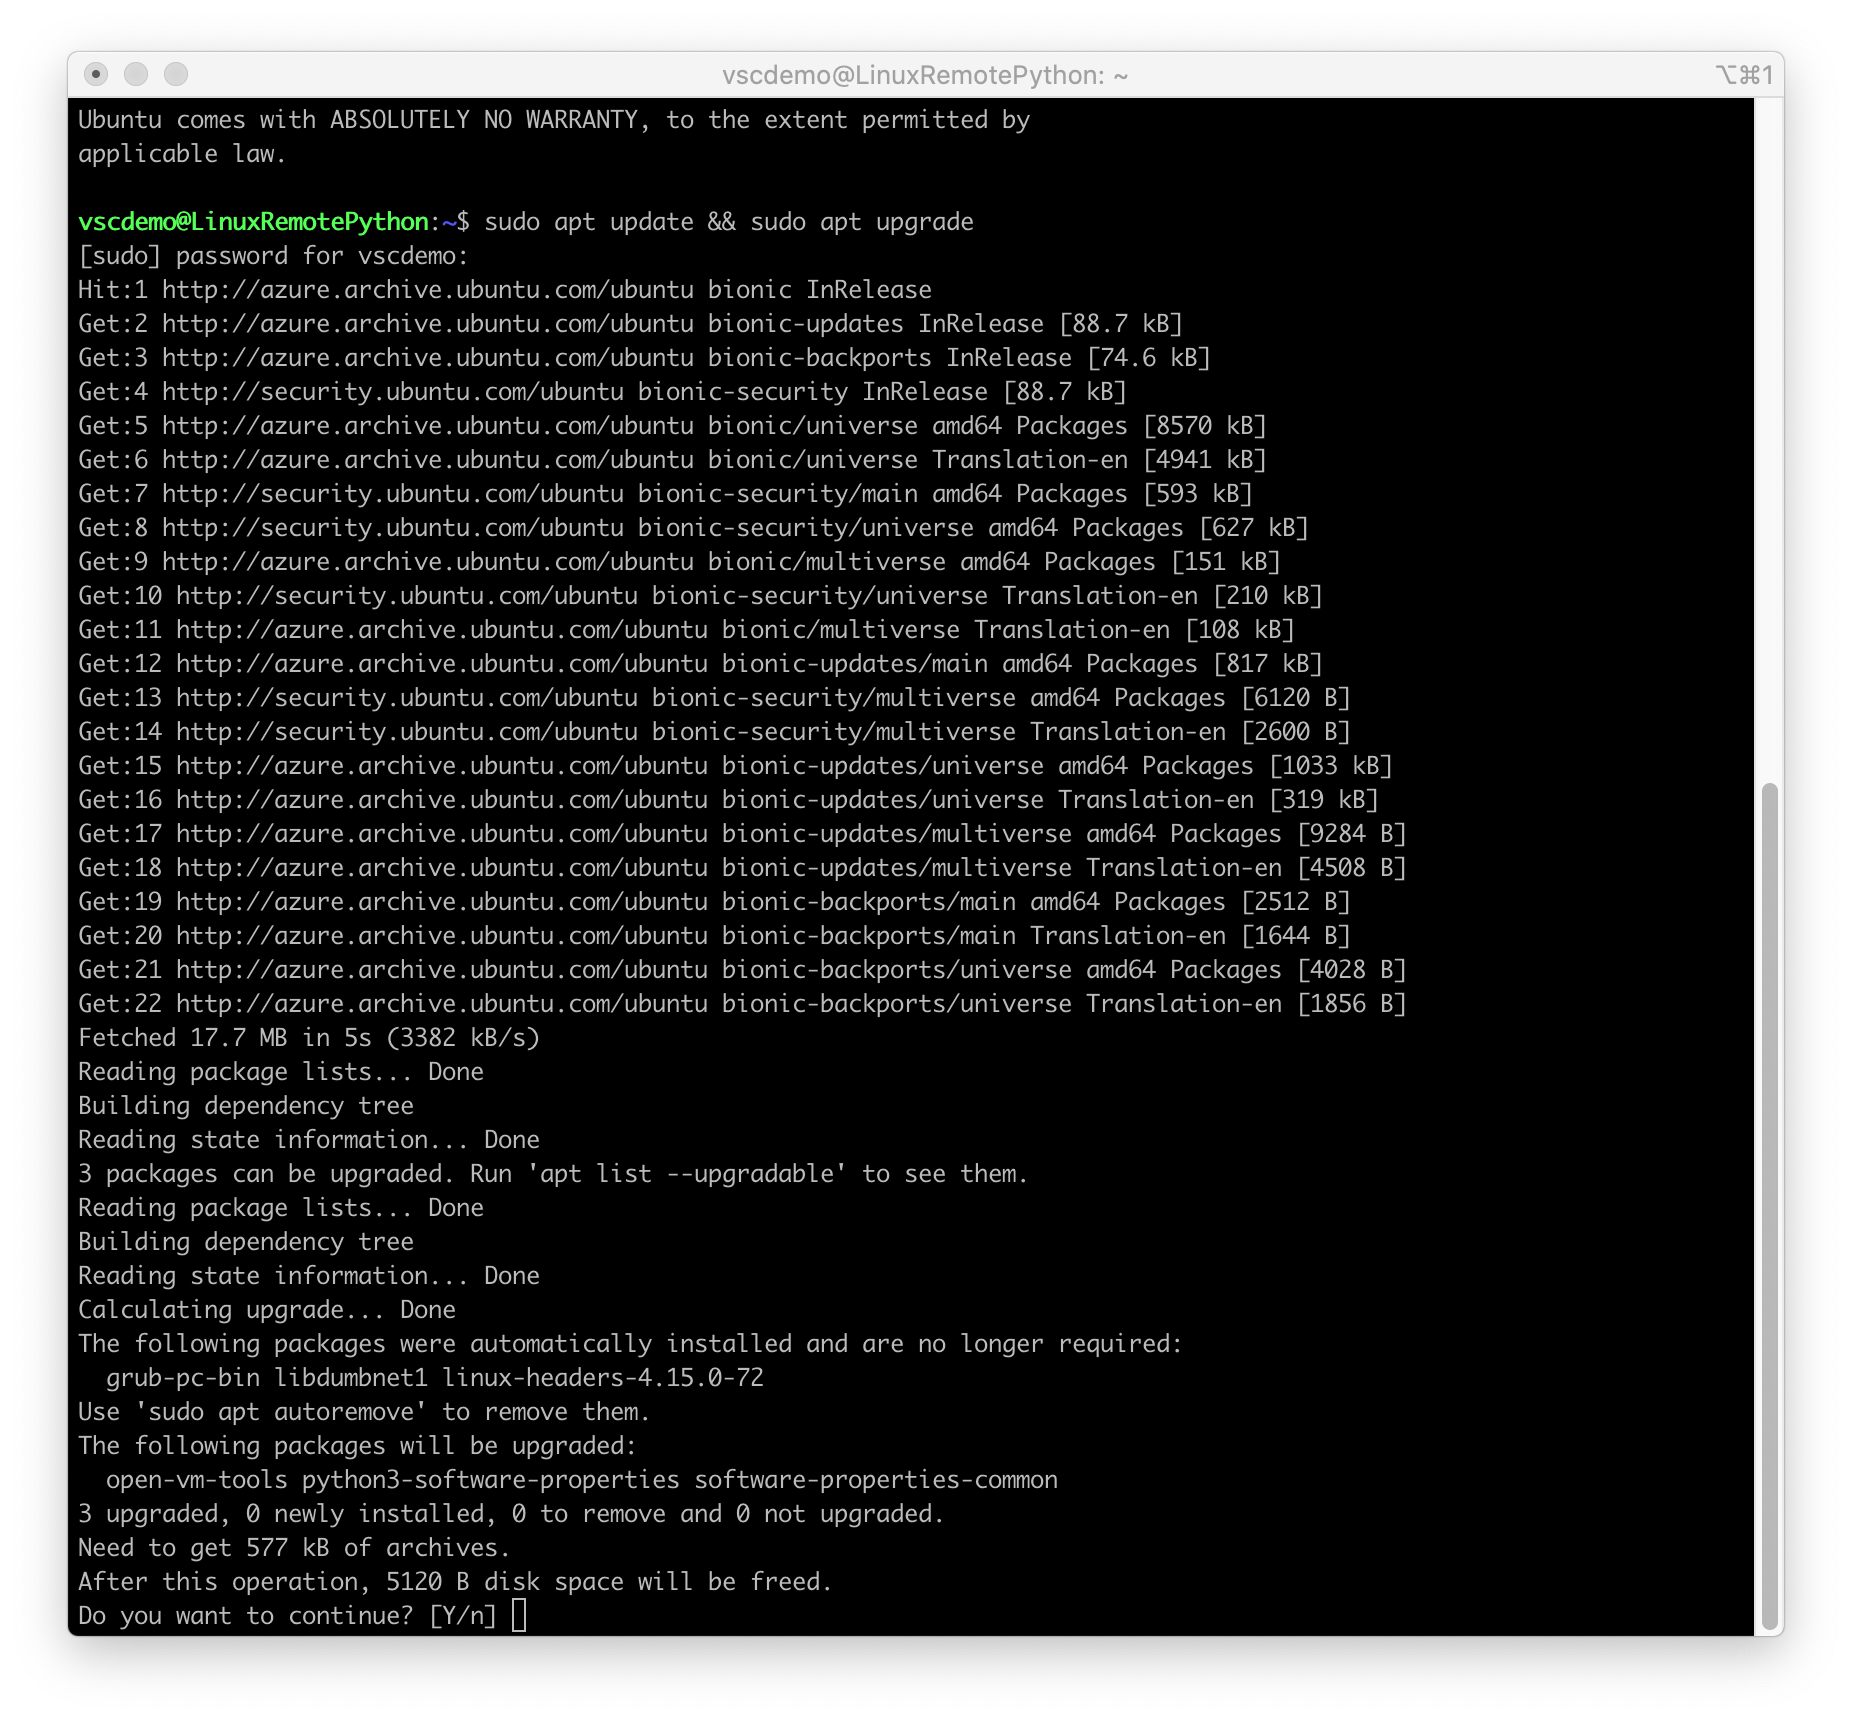 vscdemo@LinuxRemotePython: ~
⌥⌘1
Ubuntu comes with ABSOLUTELY NO WARRANTY, to the extent permitted by
applicable law.
vscdemo@LinuxRemotePython:~$ sudo apt update && sudo apt upgrade
[sudo] password for vscdemo:
Hit:1 http://azure.archive.ubuntu.com/ubuntu bionic InRelease
Get:2 http://azure.archive.ubuntu.com/ubuntu bionic-updates InRelease [88.7 kB]
Get:3 http://azure.archive.ubuntu.com/ubuntu bionic-backports InRelease [74.6 kB]
Get:4 http://security.ubuntu.com/ubuntu bionic-security InRelease [88.7 kB]
Get:5 http://azure.archive.ubuntu.com/ubuntu bionic/universe amd64 Packages [8570 kB]
Get:6 http://azure.archive.ubuntu.com/ubuntu bionic/universe Translation-en [4941 kB]
Get:7 http://security.ubuntu.com/ubuntu bionic-security/main amd64 Packages [593 kB]
Get:8 http://security.ubuntu.com/ubuntu bionic-security/universe amd64 Packages [627 kB]
Get:9 http://azure.archive.ubuntu.com/ubuntu bionic/multiverse amd64 Packages [151 kB]
Get:10 http://security.ubuntu.com/ubuntu bionic-security/universe Translation-en [210 kB]
Get:11 http://azure.archive.ubuntu.com/ubuntu bionic/multiverse Translation-en [108 kB]
Get:12 http://azure.archive.ubuntu.com/ubuntu bionic-updates/main amd64 Packages [817 kB]
Get:13 http://security.ubuntu.com/ubuntu bionic-security/multiverse amd64 Packages [6120 B]
Get:14 http://security.ubuntu.com/ubuntu bionic-security/multiverse Translation-en [2600 B]
Get:15 http://azure.archive.ubuntu.com/ubuntu bionic-updates/universe amd64 Packages [1033 kB]
Get:16 http://azure.archive.ubuntu.com/ubuntu bionic-updates/universe Translation-en [319 kB]
Get:17 http://azure.archive.ubuntu.com/ubuntu bionic-updates/multiverse amd64 Packages [9284 B]
Get:18 http://azure.archive.ubuntu.com/ubuntu bionic-updates/multiverse Translation-en [4508 B]
Get:19 http://azure.archive.ubuntu.com/ubuntu bionic-backports/main amd64 Packages [2512 B]
Get:20 http://azure.archive.ubuntu.com/ubuntu bionic-backports/main Translation-en [1644 B]
Get:21 http://azure.archive.ubuntu.com/ubuntu bionic-backports/universe amd64 Packages [4028 B]
Get:22 http://azure.archive.ubuntu.com/ubuntu bionic-backports/universe Translation-en [1856 B]
Fetched 17.7 MB in 5s (3382 kB/s)
Reading package lists... Done
Building dependency tree
Reading state information... Done
3 packages can be upgraded. Run 'apt list --upgradable' to see them.
Reading package lists... Done
Building dependency tree
Reading state information... Done
Calculating upgrade... Done
The following packages were automatically installed and are no longer required:
  grub-pc-bin libdumbnet1 linux-headers-4.15.0-72
Use 'sudo apt autoremove' to remove them.
The following packages will be upgraded:
  open-vm-tools python3-software-properties software-properties-common
3 upgraded, 0 newly installed, 0 to remove and 0 not upgraded.
Need to get 577 kB of archives.
After this operation, 5120 B disk space will be freed.
Do you want to continue? [Y/n]